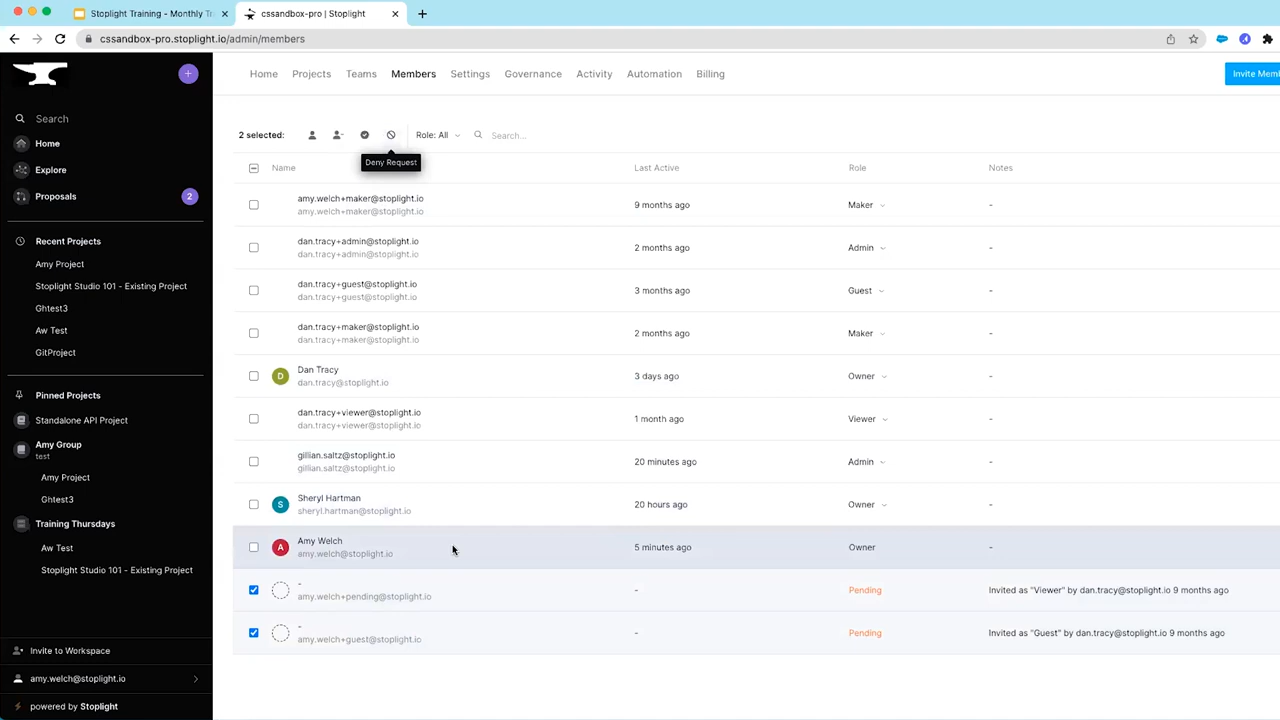 Stoplight Training - Monthly Tr
cssandbox-pro | Stoplight
cssandbox-pro.stoplight.io/admin/members
Search
Home
Explore
Proposals 2
Recent Projects
Amy Project
Stoplight Studio 101 - Existing Project
Ghtest3
Aw Test
GitProject
Pinned Projects
Standalone API Project
Amy Group
test
Amy Project
Ghtest3
Training Thursdays
Aw Test
Stoplight Studio 101 - Existing Project
Invite to Workspace
amy.welch@stoplight.io
powered by Stoplight
Home Projects Teams Members Settings Governance Activity Automation Billing
Invite Mem
2 selected: Role: All Search...
Deny Request
Name Last Active Role Notes
amy.welch+maker@stoplight.io
amy.welch+maker@stoplight.io
9 months ago Maker -
dan.tracy+admin@stoplight.io
dan.tracy+admin@stoplight.io
2 months ago Admin -
dan.tracy+guest@stoplight.io
dan.tracy+guest@stoplight.io
3 months ago Guest -
dan.tracy+maker@stoplight.io
dan.tracy+maker@stoplight.io
2 months ago Maker -
D Dan Tracy
dan.tracy@stoplight.io
3 days ago Owner -
dan.tracy+viewer@stoplight.io
dan.tracy+viewer@stoplight.io
1 month ago Viewer -
gillian.saltz@stoplight.io
gillian.saltz@stoplight.io
20 minutes ago Admin -
S Sheryl Hartman
sheryl.hartman@stoplight.io
20 hours ago Owner -
A Amy Welch
amy.welch@stoplight.io
5 minutes ago Owner -
-
amy.welch+pending@stoplight.io
- Pending Invited as "Viewer" by dan.tracy@stoplight.io 9 months ago
-
amy.welch+guest@stoplight.io
- Pending Invited as "Guest" by dan.tracy@stoplight.io 9 months ago